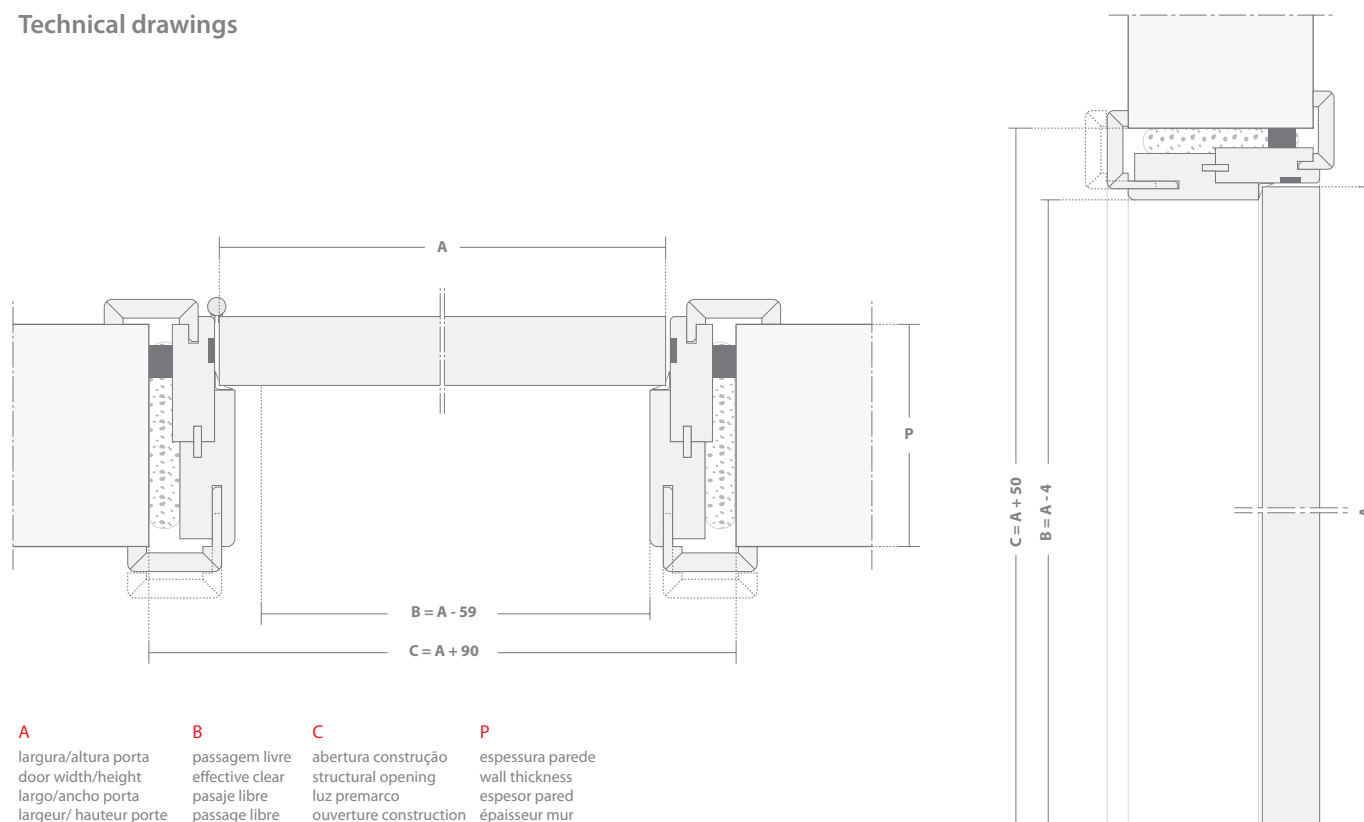 Technical drawings
A
P
B = A - 59
C = A + 90
C = A + 50
B = A - 4
A
A
largura/altura porta
door width/height
largo/ancho porta
largeur/ hauteur porte
B
passagem livre
effective clear
pasaje libre
passage libre
C
abertura construção
structural opening
luz premarco
ouverture construction
P
espessura parede
wall thickness
espesor pared
épaisseur mur